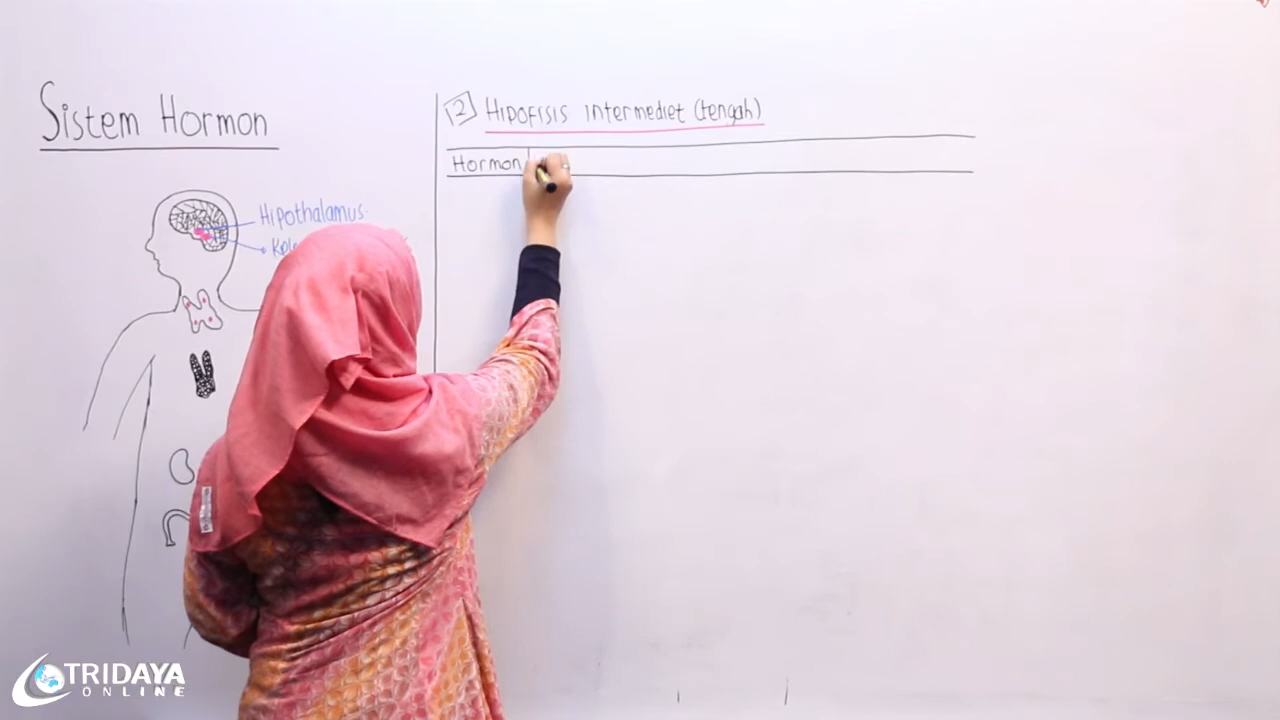 Sistem Hormon
Hipothalamus
[2] Hipofisis intermediet (tengah)
Hormon
TRIDAYA
ONLINE